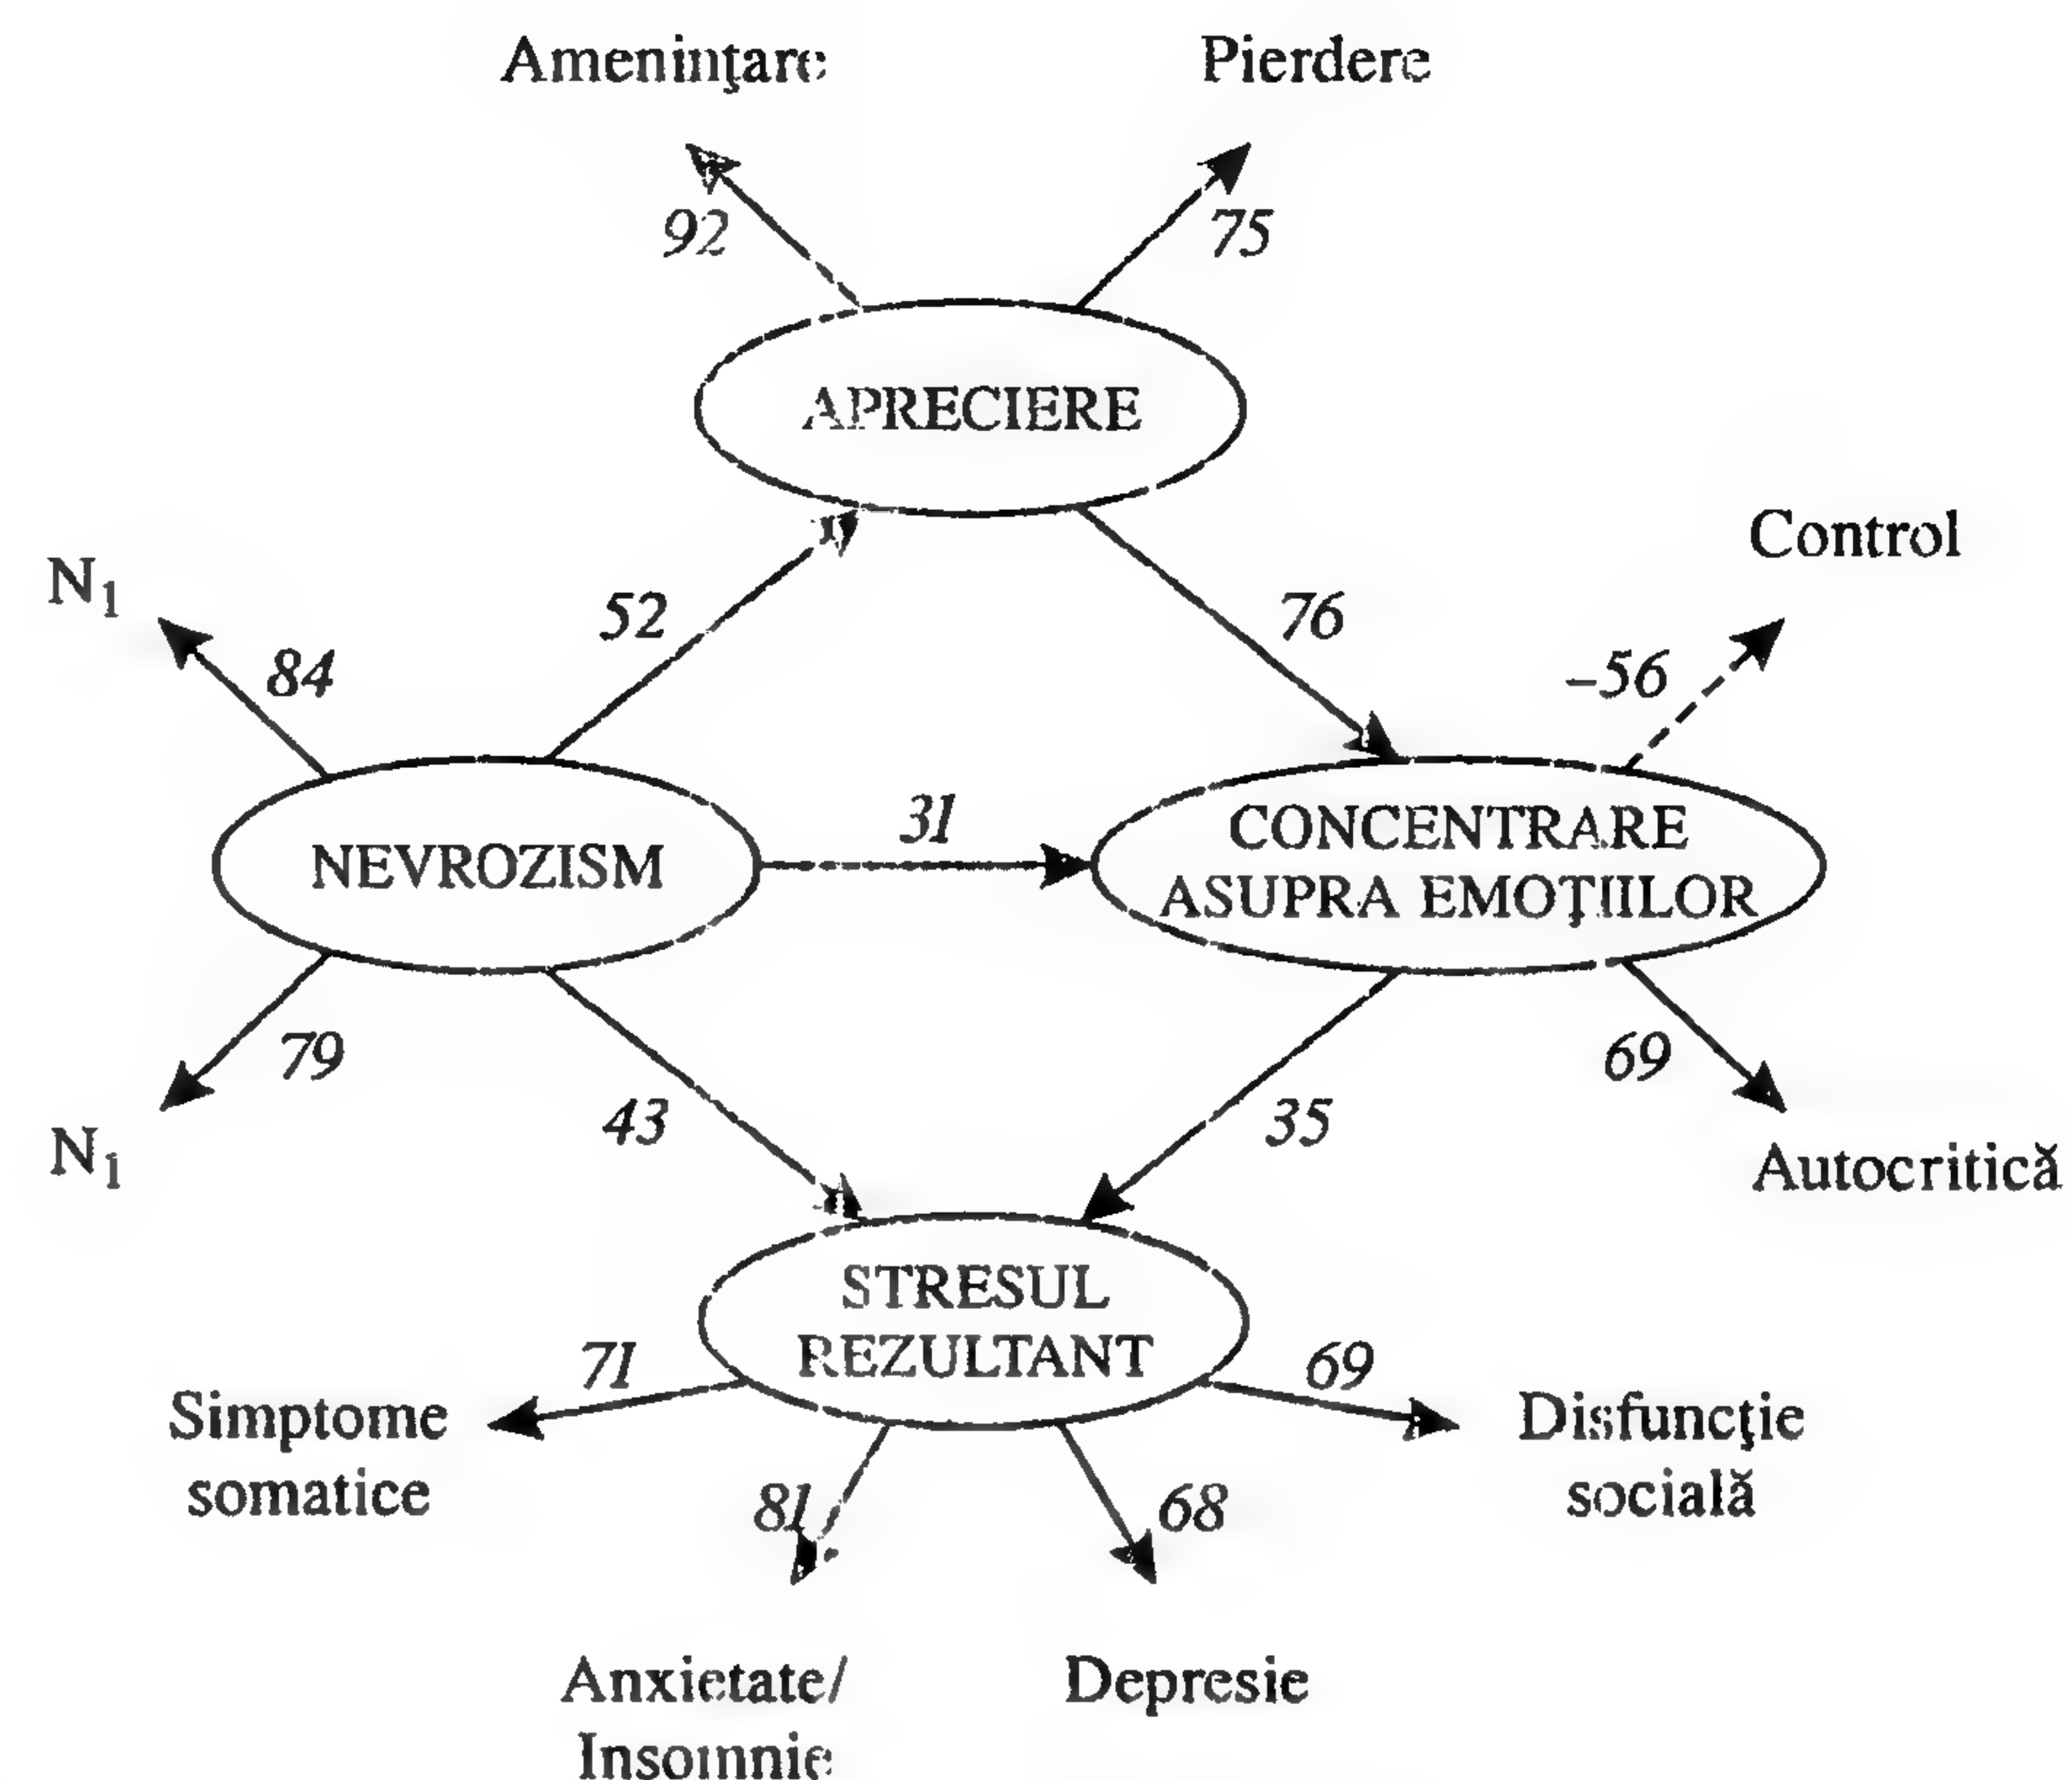 Amenințare Pierdere
92 75
APRECIERE
Control
N1
52 76
84 –56
31
CONCENTRARE
NEVROZISM
ASUPRA EMOȚIILOR
79 69
43 35
N1
Autocritică
STRESUL
REZULTANT
71 69
Simptome
somatice
Disfuncție
socială
81 68
Anxietate/
Insomnie
Depresie